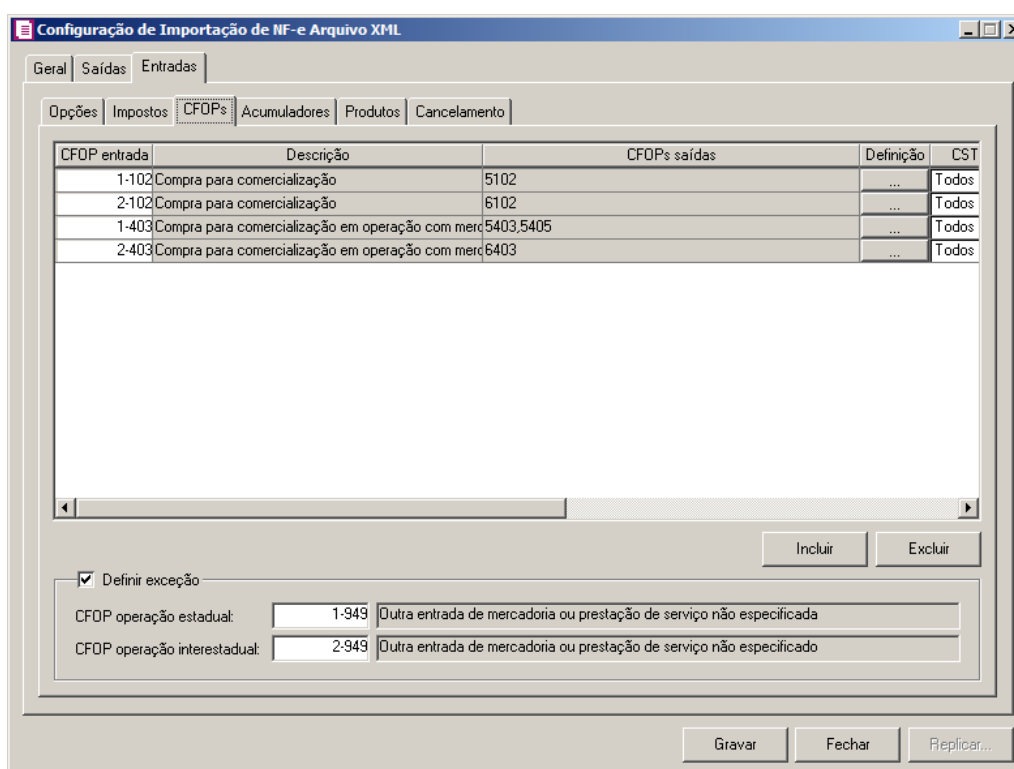 Configuração de Importação de NF-e Arquivo XML
Geral Saídas Entradas
Opções Impostos CFOPs Acumuladores Produtos Cancelamento
CFOP entrada Descrição CFOPs saídas Definição CST
1-102 Compra para comercialização 5102 ... Todos
2-102 Compra para comercialização 6102 ... Todos
1-403 Compra para comercialização em operação com merc 5403,5405 ... Todos
2-403 Compra para comercialização em operação com merc 6403 ... Todos
Incluir Excluir
Definir exceção
CFOP operação estadual: 1-949 Outra entrada de mercadoria ou prestação de serviço não especificada
CFOP operação interestadual: 2-949 Outra entrada de mercadoria ou prestação de serviço não especificado
Gravar Fechar Replicar...